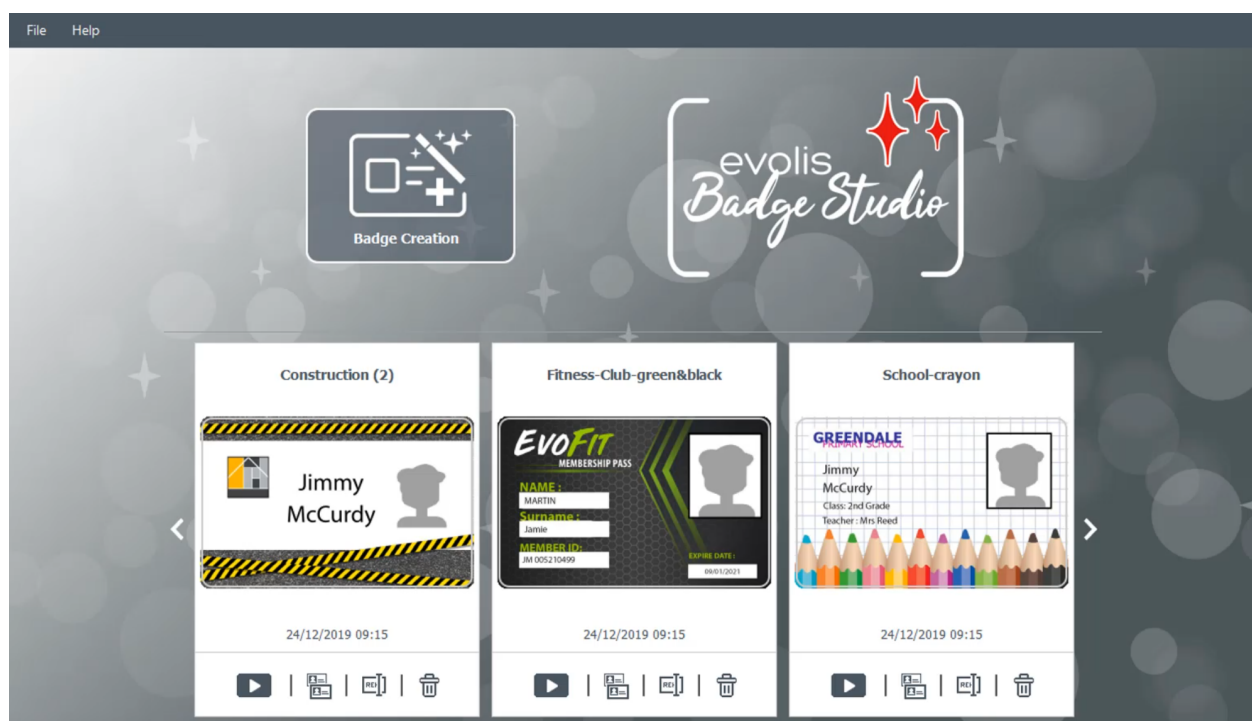 File Help
evolis
Badge Studio
Badge Creation
Construction (2)
Jimmy
McCurdy
24/12/2019 09:15
Fitness-Club-green&black
EVOFIT
MEMBERSHIP PASS
NAME :
MARTIN
Surname :
Jamie
MEMBER ID:
JM 005210499
EXPIRE DATE :
09/01/2021
24/12/2019 09:15
School-crayon
GREENDALE
PRIMARY SCHOOL
Jimmy
McCurdy
Class: 2nd Grade
Teacher : Mrs Reed
24/12/2019 09:15